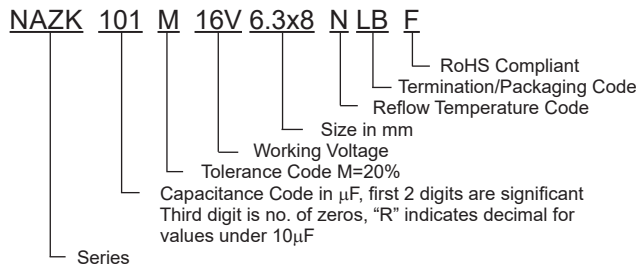 NAZK 101 M 16V 6.3x8 N LB F
RoHS Compliant
Termination/Packaging Code
Reflow Temperature Code
Size in mm
Working Voltage
Tolerance Code M=20%
Capacitance Code in μF, first 2 digits are significant
Third digit is no. of zeros, “R” indicates decimal for
values under 10μF
Series